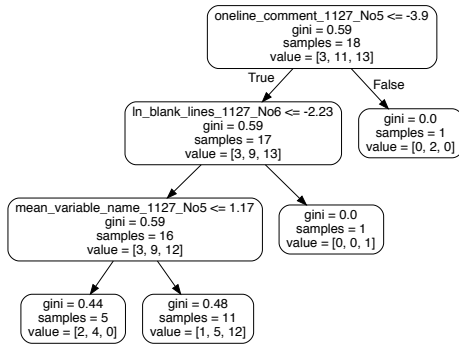 oneline_comment_1127_No5 <= -3.9
gini = 0.59
samples = 18
value = [3, 11, 13]
True
False
ln_blank_lines_1127_No6 <= -2.23
gini = 0.59
samples = 17
value = [3, 9, 13]
gini = 0.0
samples = 1
value = [0, 2, 0]
mean_variable_name_1127_No5 <= 1.17
gini = 0.59
samples = 16
value = [3, 9, 12]
gini = 0.0
samples = 1
value = [0, 0, 1]
gini = 0.44
samples = 5
value = [2, 4, 0]
gini = 0.48
samples = 11
value = [1, 5, 12]